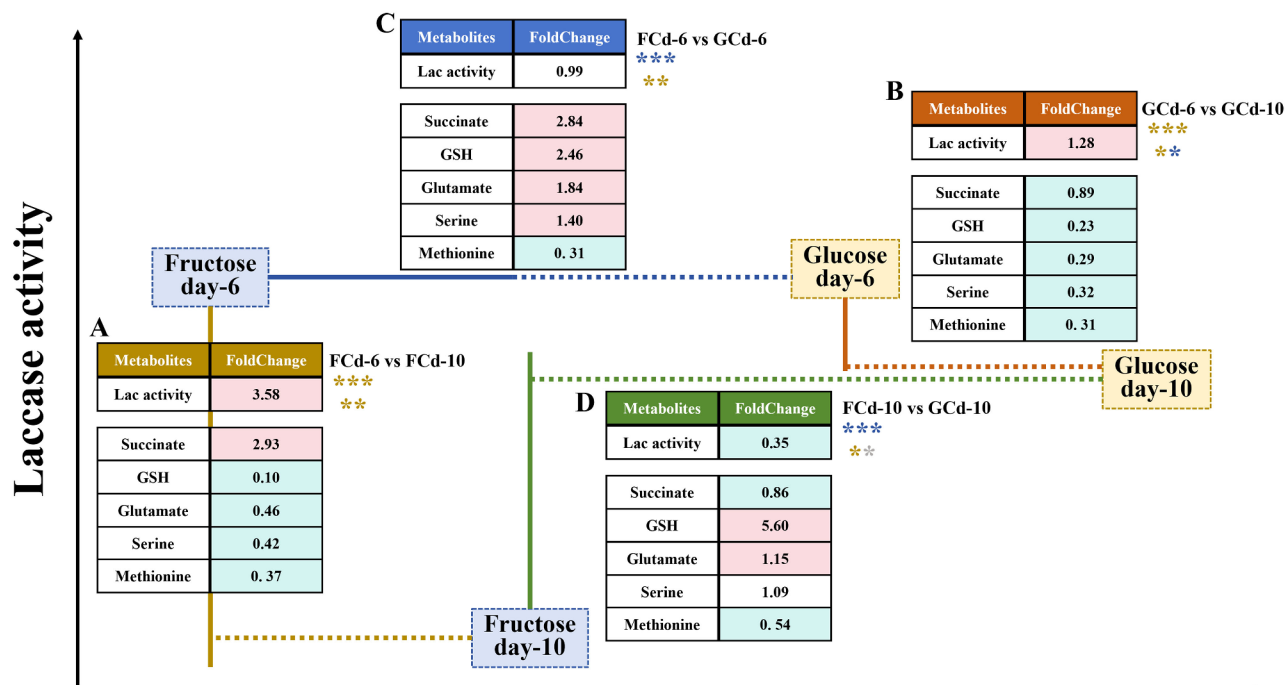 Laccase activity
C
Metabolites FoldChange
FCd-6 vs GCd-6
***
**
Lac activity 0.99
Succinate 2.84
GSH 2.46
Glutamate 1.84
Serine 1.40
Methionine 0. 31
B
Metabolites FoldChange
GCd-6 vs GCd-10
***
**
Lac activity 1.28
Succinate 0.89
GSH 0.23
Glutamate 0.29
Serine 0.32
Methionine 0. 31
Fructose
day-6
Glucose
day-6
A
Metabolites FoldChange
FCd-6 vs FCd-10
***
**
Lac activity 3.58
Succinate 2.93
GSH 0.10
Glutamate 0.46
Serine 0.42
Methionine 0. 37
Glucose
day-10
D
Metabolites FoldChange
FCd-10 vs GCd-10
***
**
Lac activity 0.35
Succinate 0.86
GSH 5.60
Glutamate 1.15
Serine 1.09
Methionine 0. 54
Fructose
day-10